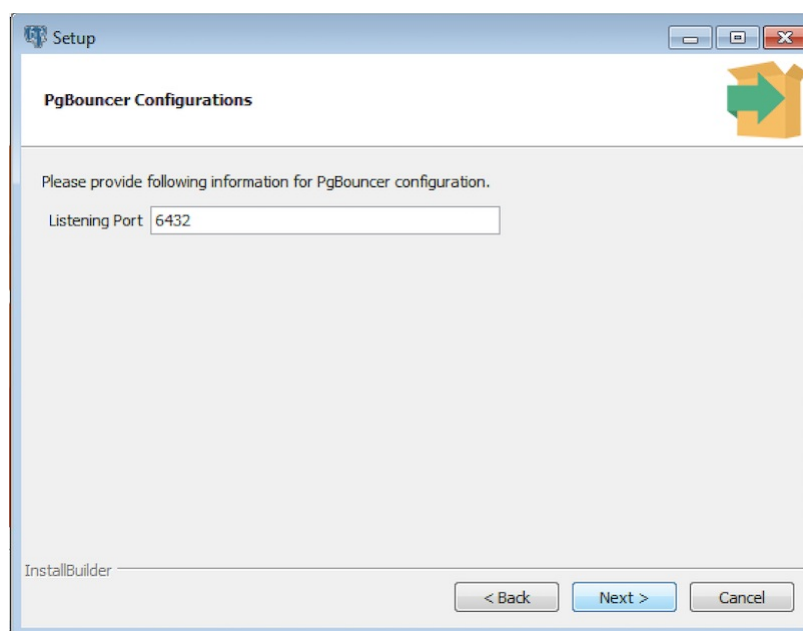 Setup
PgBouncer Configurations
Please provide following information for PgBouncer configuration.
Listening Port 6432
InstallBuilder
< Back Next > Cancel